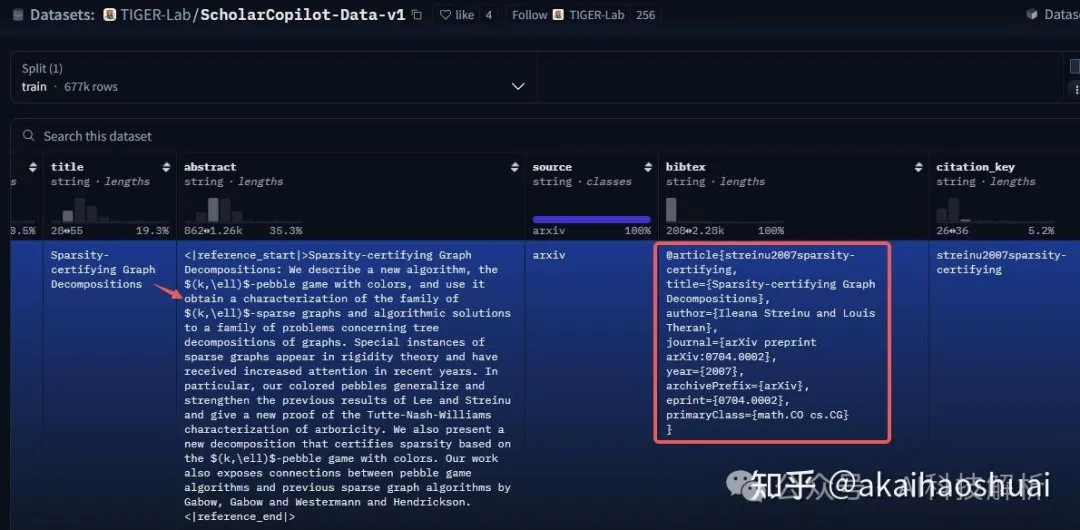 Datasets: TIGER-Lab/ScholarCopilot-Data-v1 like 4 Follow TIGER-Lab 256
Split (1)
train · 677k rows
Search this dataset
title abstract source bibtex citation_key
s string · lengths string · lengths string · classes string · lengths string · lengths
0.5% 28↔55 19.3% 862↔1.26k 35.3% arxiv 100% 208↔2.28k 100% 26↔36 5.2%
Sparsity-
certifying Graph
Decompositions
<|reference_start|>Sparsity-certifying Graph
Decompositions: We describe a new algorithm, the
$(k,\ell)$-pebble game with colors, and use it
obtain a characterization of the family of
$(k,\ell)$-sparse graphs and algorithmic solutions
to a family of problems concerning tree
decompositions of graphs. Special instances of
sparse graphs appear in rigidity theory and have
received increased attention in recent years. In
particular, our colored pebbles generalize and
strengthen the previous results of Lee and Streinu
and give a new proof of the Tutte-Nash-Williams
characterization of arboricity. We also present a
new decomposition that certifies sparsity based on
the $(k,\ell)$-pebble game with colors. Our work
also exposes connections between pebble game
algorithms and previous sparse graph algorithms by
Gabow, Gabow and Westermann and Hendrickson.
<|reference_end|>
arxiv
@article{streinu2007sparsity-
certifying,
title={Sparsity-certifying Graph
Decompositions},
author={Ileana Streinu and Louis
Theran},
journal={arXiv preprint
arXiv:0704.0002},
year={2007},
archivePrefix={arXiv},
eprint={0704.0002},
primaryClass={math.CO cs.CG}
}
streinu2007sparsity-
certifying
知乎 @akaihaoshuai